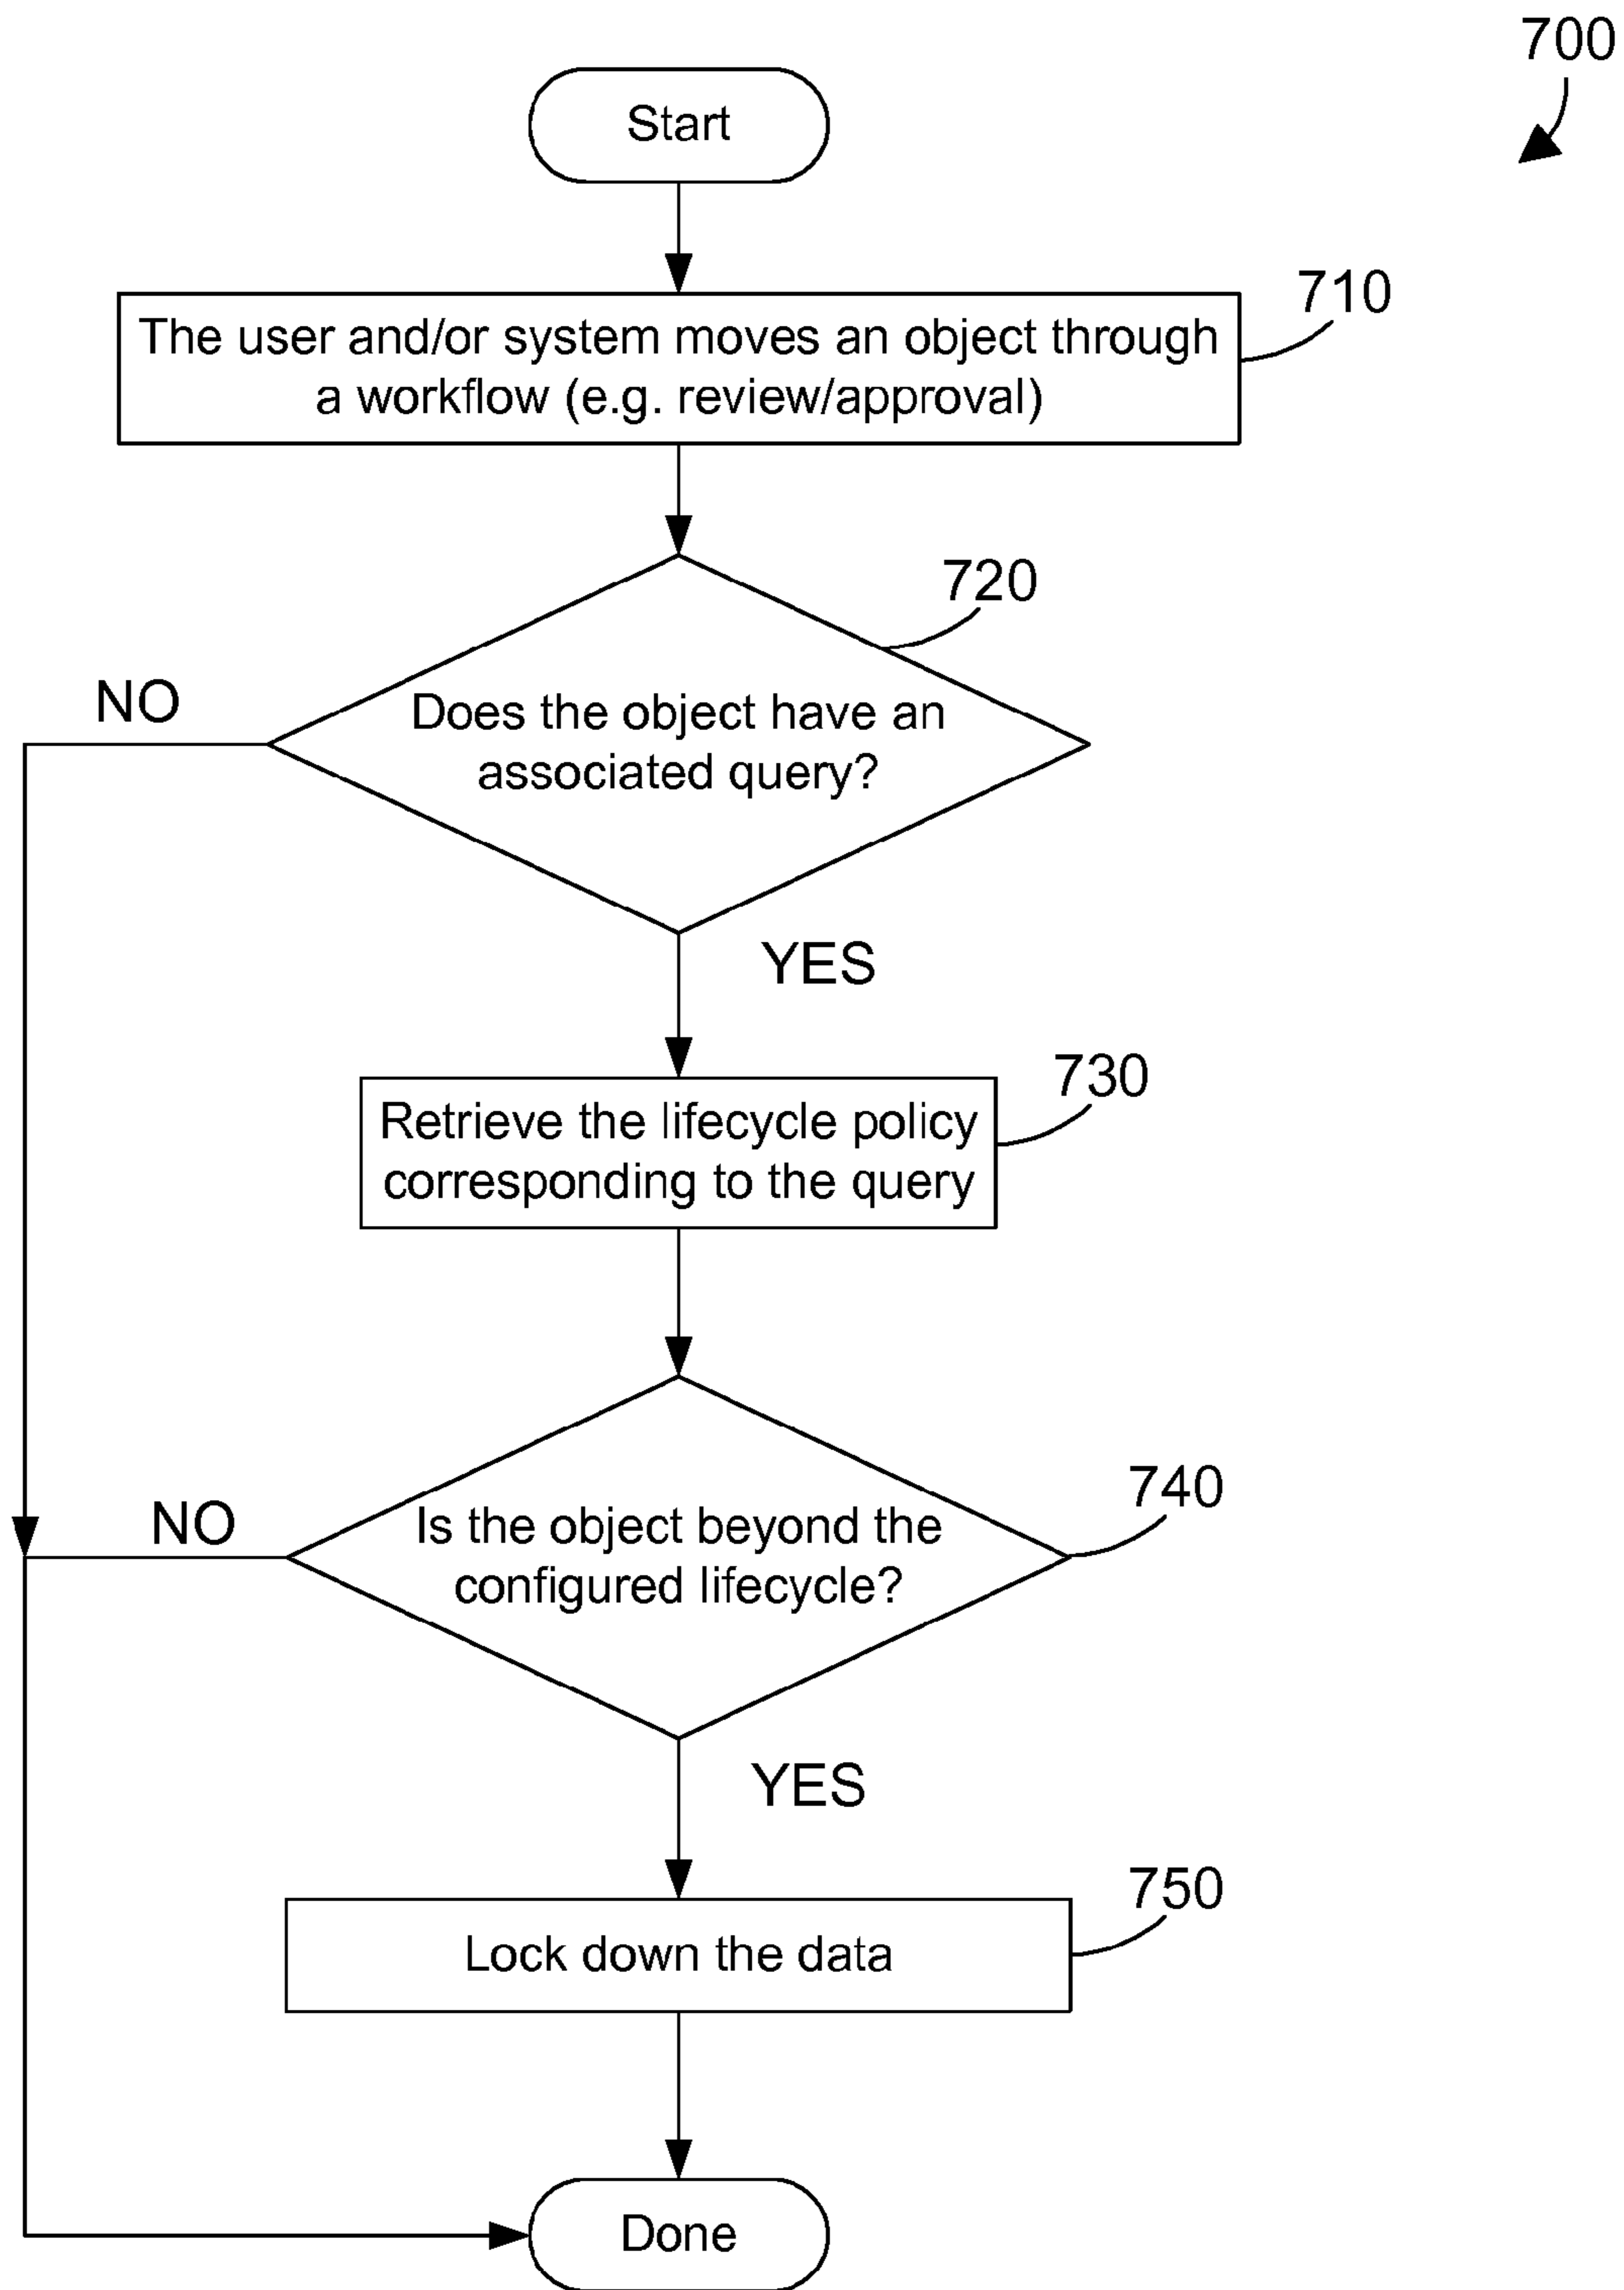 700
Start
710
The user and/or system moves an object through
a workflow (e.g. review/approval)
720
NO
Does the object have an
associated query?
YES
730
Retrieve the lifecycle policy
corresponding to the query
740
NO
Is the object beyond the
configured lifecycle?
YES
750
Lock down the data
Done